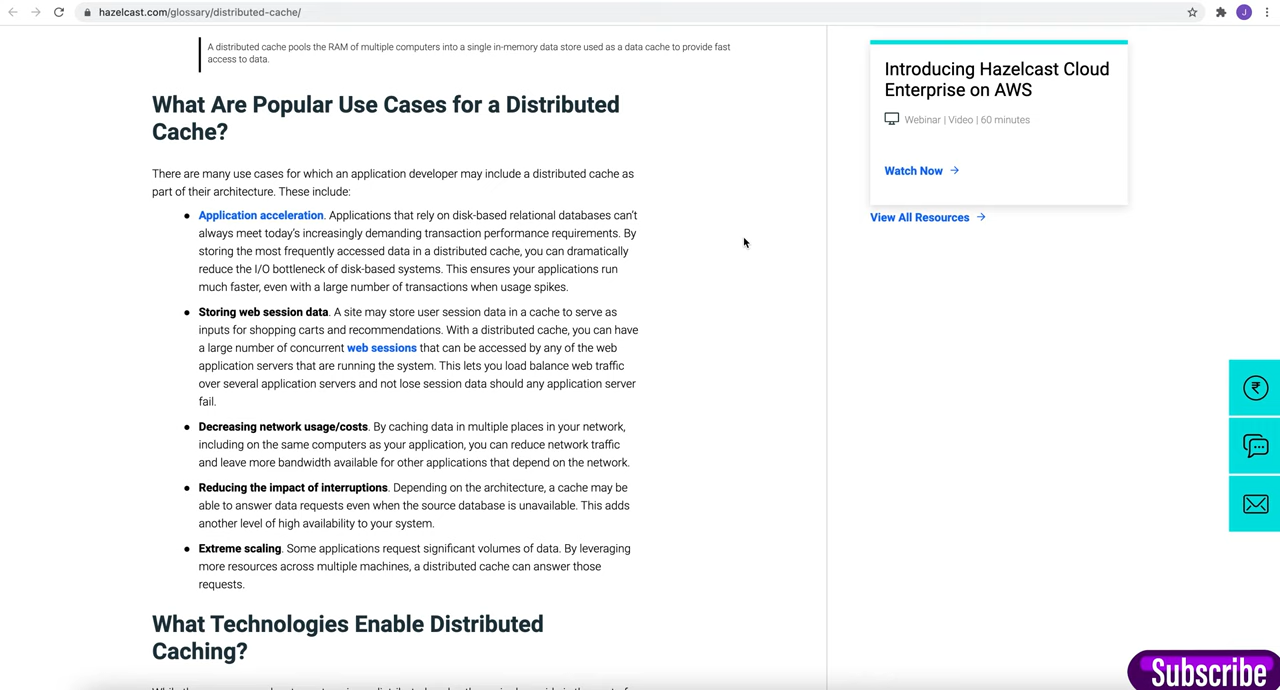 hazelcast.com/glossary/distributed-cache/
J
A distributed cache pools the RAM of multiple computers into a single in-memory data store used as a data cache to provide fast
access to data.
What Are Popular Use Cases for a Distributed
Cache?
There are many use cases for which an application developer may include a distributed cache as
part of their architecture. These include:
Application acceleration. Applications that rely on disk-based relational databases can't
always meet today's increasingly demanding transaction performance requirements. By
storing the most frequently accessed data in a distributed cache, you can dramatically
reduce the I/O bottleneck of disk-based systems. This ensures your applications run
much faster, even with a large number of transactions when usage spikes.
Storing web session data. A site may store user session data in a cache to serve as
inputs for shopping carts and recommendations. With a distributed cache, you can have
a large number of concurrent web sessions that can be accessed by any of the web
application servers that are running the system. This lets you load balance web traffic
over several application servers and not lose session data should any application server
fail.
Decreasing network usage/costs. By caching data in multiple places in your network,
including on the same computers as your application, you can reduce network traffic
and leave more bandwidth available for other applications that depend on the network.
Reducing the impact of interruptions. Depending on the architecture, a cache may be
able to answer data requests even when the source database is unavailable. This adds
another level of high availability to your system.
Extreme scaling. Some applications request significant volumes of data. By leveraging
more resources across multiple machines, a distributed cache can answer those
requests.
What Technologies Enable Distributed
Caching?
Introducing Hazelcast Cloud
Enterprise on AWS
Webinar | Video | 60 minutes
Watch Now
View All Resources
₹
Subscribe